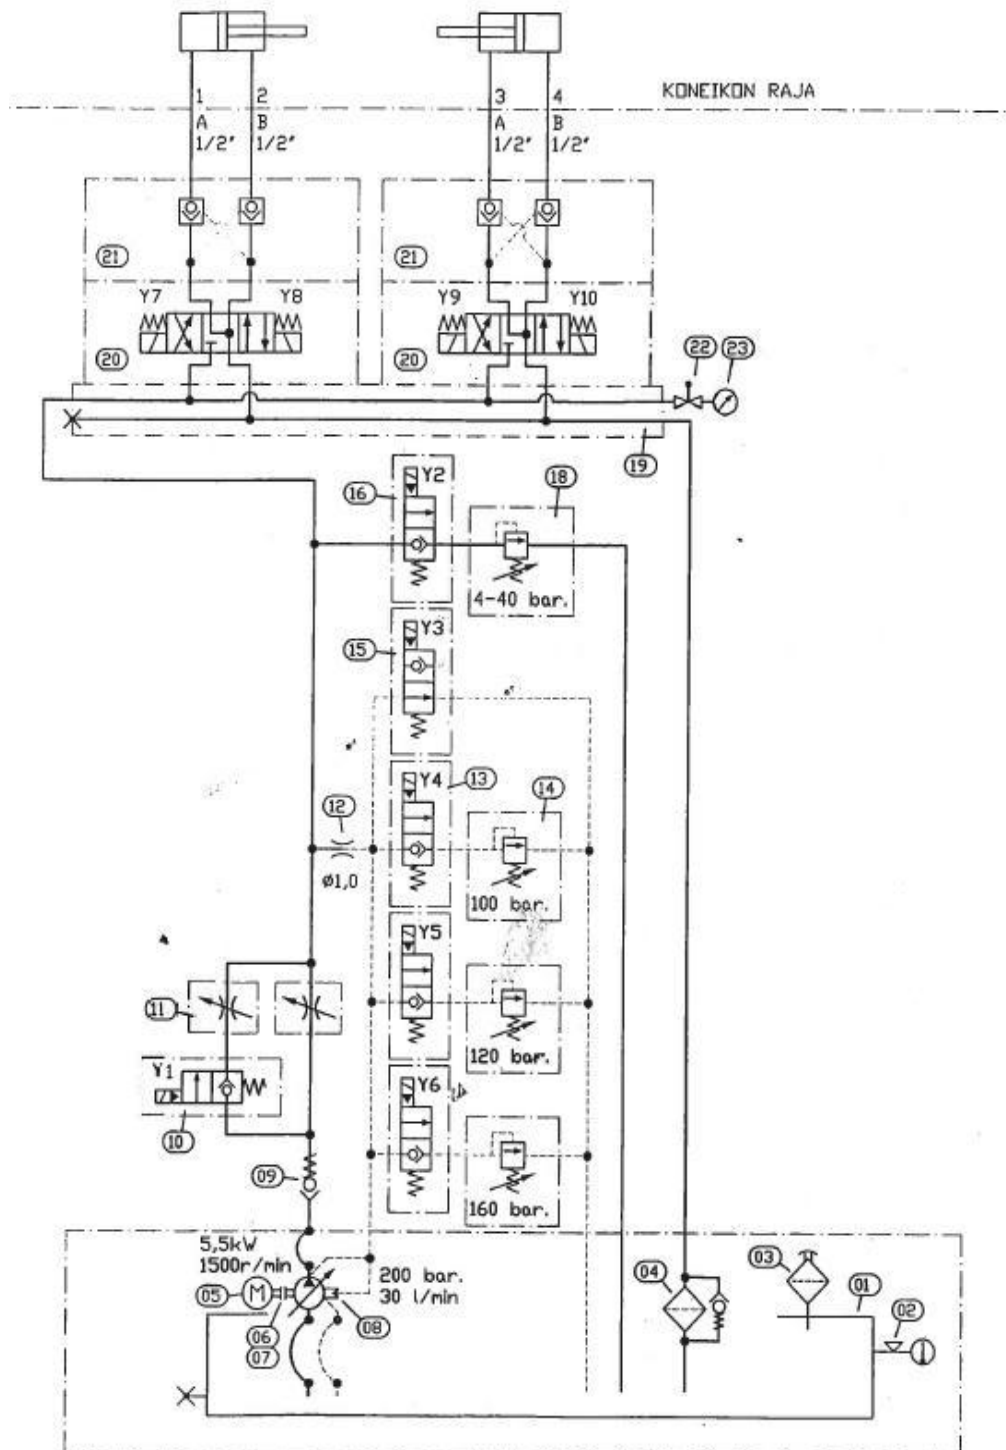 KONEIKON RAJA
1 2
A B
1/2" 1/2"
3 4
A B
1/2" 1/2"
21
21
Y7 Y8
Y9 Y10
20
20
22 23
19
Y2
16
18
4-40 bar.
Y3
15
Y4
13
14
12
Ø1,0
100 bar.
Y5
11
120 bar.
Y1
10
Y6
09
160 bar.
5,5kW
1500r/min
200 bar.
30 l/min
05
M
06
07
08
04
03
01
02